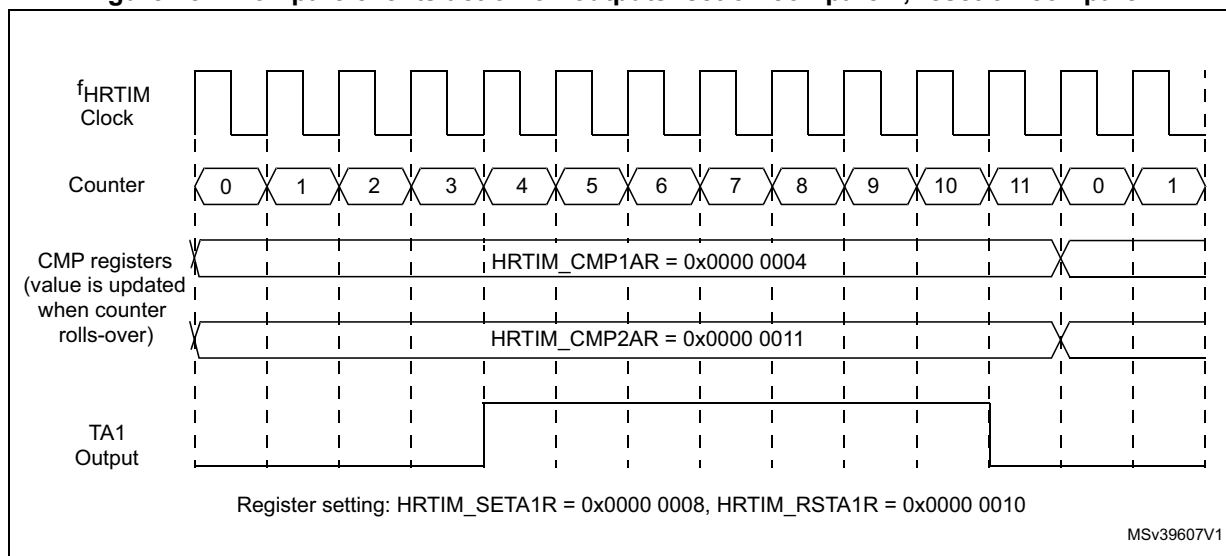 fHRTIM
Clock
Counter
0 1 2 3 4 5 6 7 8 9 10 11 0 1
CMP registers
(value is updated
when counter
rolls-over)
HRTIM_CMP1AR = 0x0000 0004
HRTIM_CMP2AR = 0x0000 0011
TA1
Output
Register setting: HRTIM_SETA1R = 0x0000 0008, HRTIM_RSTA1R = 0x0000 0010
MSv39607V1